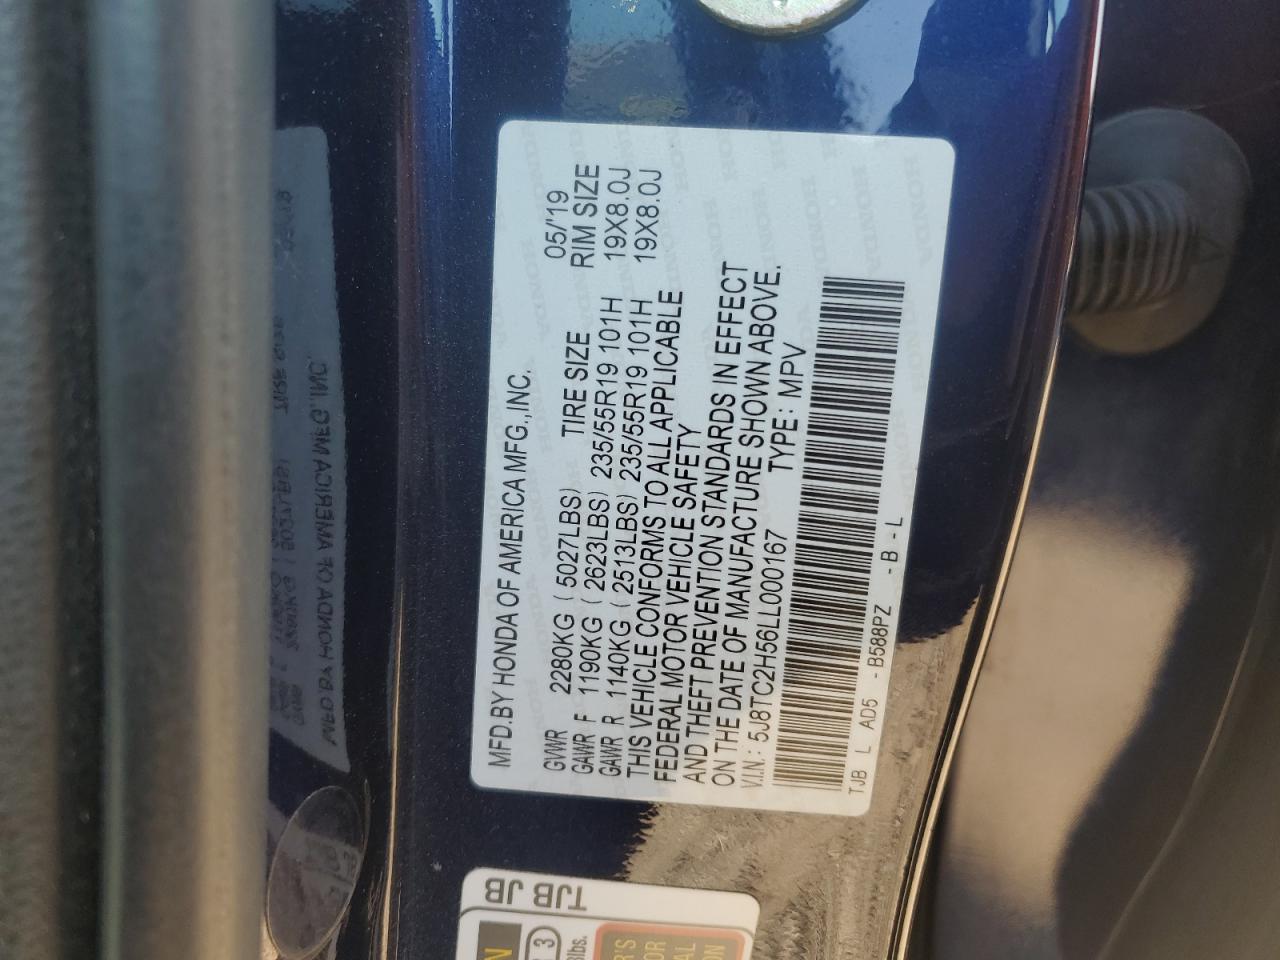 MFD.BY HONDA OF AMERICA MFG.,INC.
05/'19
GVWR 2280KG ( 5027LBS) TIRE SIZE RIM SIZE
GAWR F 1190KG ( 2623LBS) 235/55R19 101H 19X8.0J
GAWR R 1140KG ( 2513LBS) 235/55R19 101H 19X8.0J
THIS VEHICLE CONFORMS TO ALL APPLICABLE
FEDERAL MOTOR VEHICLE SAFETY
AND THEFT PREVENTION STANDARDS IN EFFECT
ON THE DATE OF MANUFACTURE SHOWN ABOVE.
V.I.N.: 5J8TC2H56LL000167 TYPE: MPV
TJB L AD5 -B588PZ -B-L
TJB JB
TJB